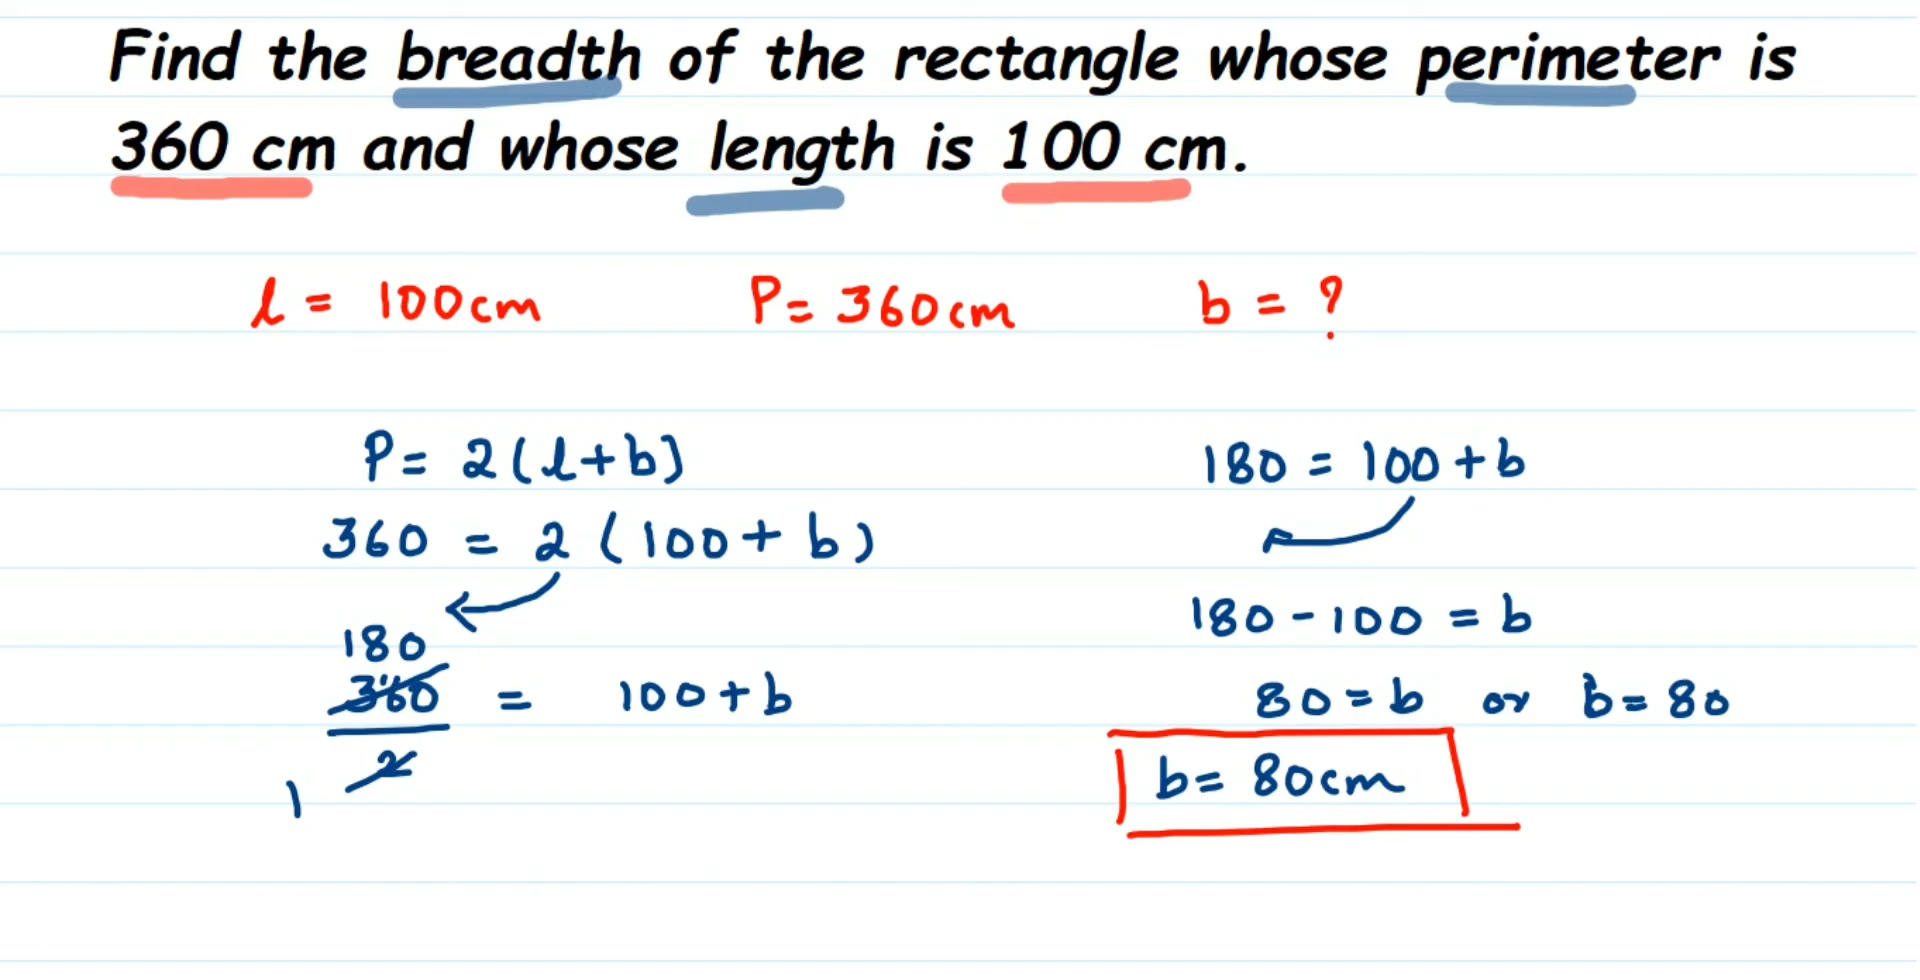 Find the breadth of the rectangle whose perimeter is
360 cm and whose length is 100 cm.
l = 100cm P= 360cm b = ?
P= 2(l+b)
360 = 2 (100+ b)
180
360 = 100+b
2
1
180 = 100+b
180-100 = b
80=b or b=80
b= 80cm